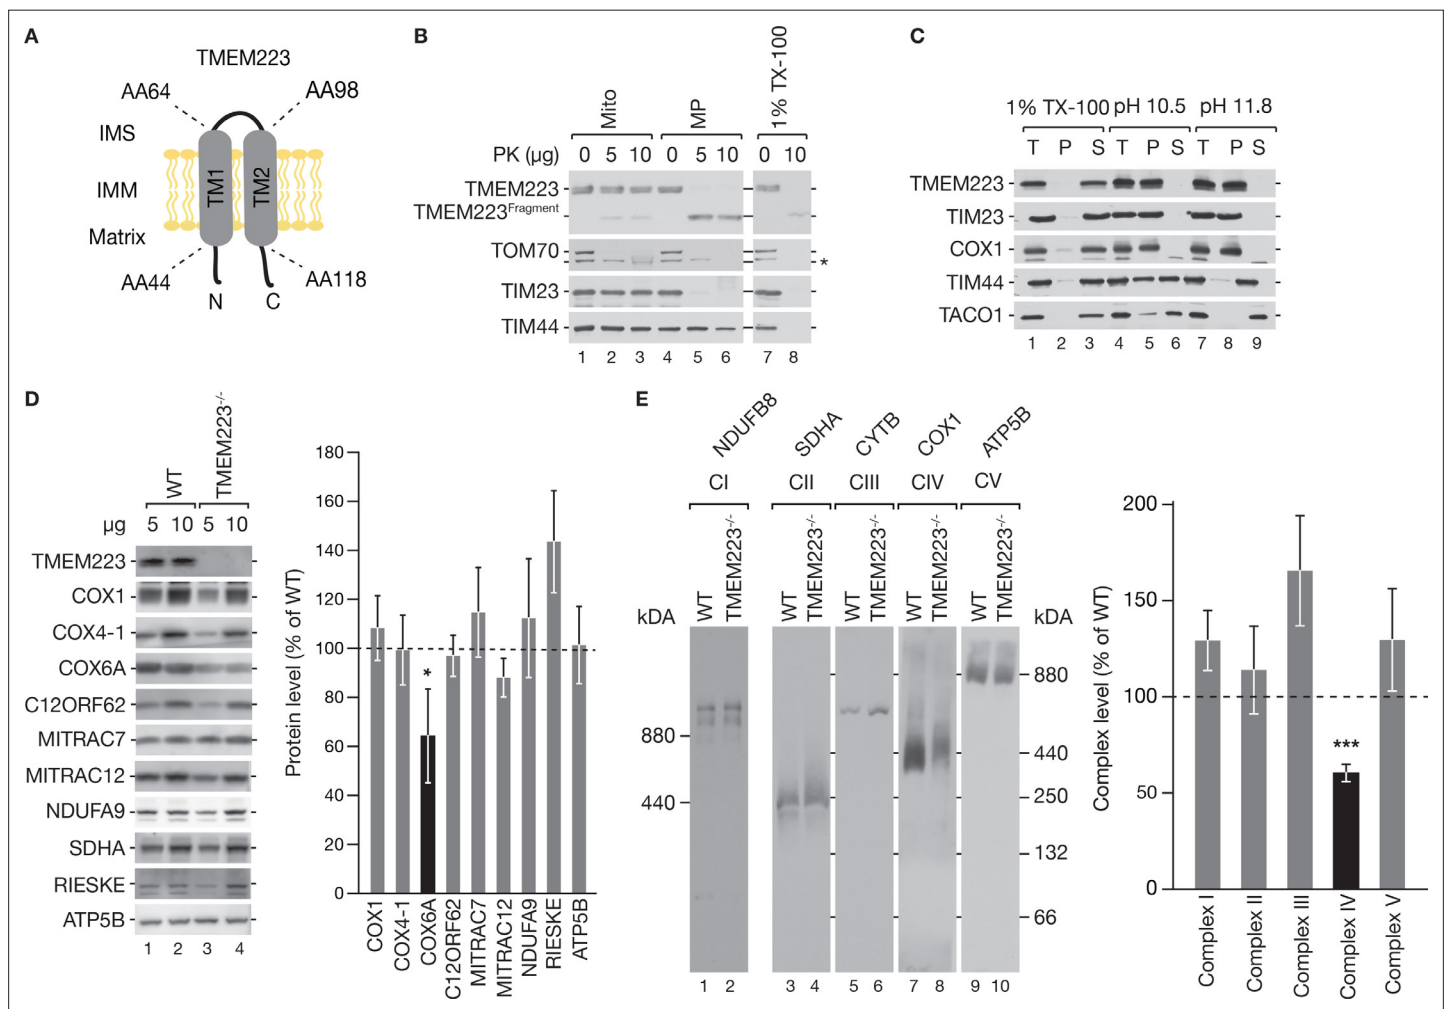 A
TMEM223
AA64
AA98
IMS
IMM
TM1
TM2
Matrix
AA44
AA118
N
C
B
Mito
MP
1% TX-100
PK (µg)
0 5 10 0 5 10 0 10
TMEM223
TMEM223Fragment
TOM70
*
TIM23
TIM44
1 2 3 4 5 6 7 8
C
1% TX-100 pH 10.5 pH 11.8
T P S T P S T P S
TMEM223
TIM23
COX1
TIM44
TACO1
1 2 3 4 5 6 7 8 9
D
WT
TMEM223-/-
µg 5 10 5 10
TMEM223
COX1
COX4-1
COX6A
C12ORF62
MITRAC7
MITRAC12
NDUFA9
SDHA
RIESKE
ATP5B
1 2 3 4
Protein level (% of WT)
180
160
140
120
100
80
60
40
20
0
*
COX1
COX4-1
COX6A
C12ORF62
MITRAC7
MITRAC12
NDUFA9
RIESKE
ATP5B
E
NDUFB8
SDHA
CYTB
COX1
ATP5B
CI CII CIII CIV CV
WT
TMEM223-/-
WT
TMEM223-/-
WT
TMEM223-/-
WT
TMEM223-/-
WT
TMEM223-/-
kDA
880
440
kDA
880
440
250
132
66
1 2 3 4 5 6 7 8 9 10
Complex level (% of WT)
200
150
100
50
0
***
Complex I
Complex II
Complex III
Complex IV
Complex V